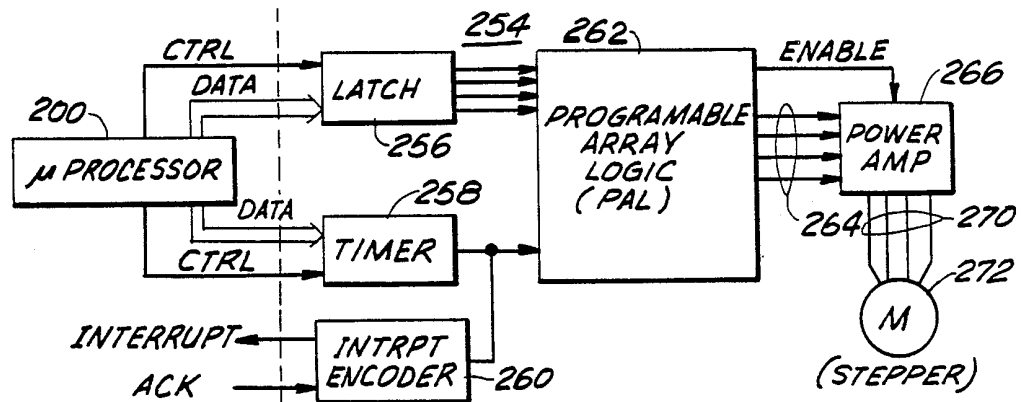 254
262
CTRL
DATA
LATCH
256
ENABLE
266
200
µ PROCESSOR
PROGRAMABLE
ARRAY
LOGIC
(PAL)
POWER
AMP
264
270
DATA
258
TIMER
CTRL
272
M
(STEPPER)
INTERRUPT
ACK
INTRPT
ENCODER
260